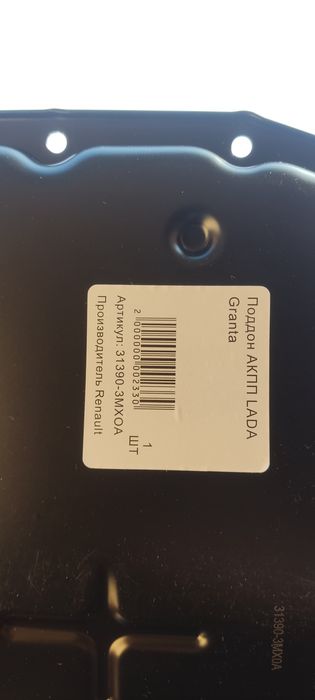 Поддон АКПП LADA
Granta
1
ШТ
2 000000 002330
Артикул: 31390-3MXOA
Производитель Renault
31390-3MX0A